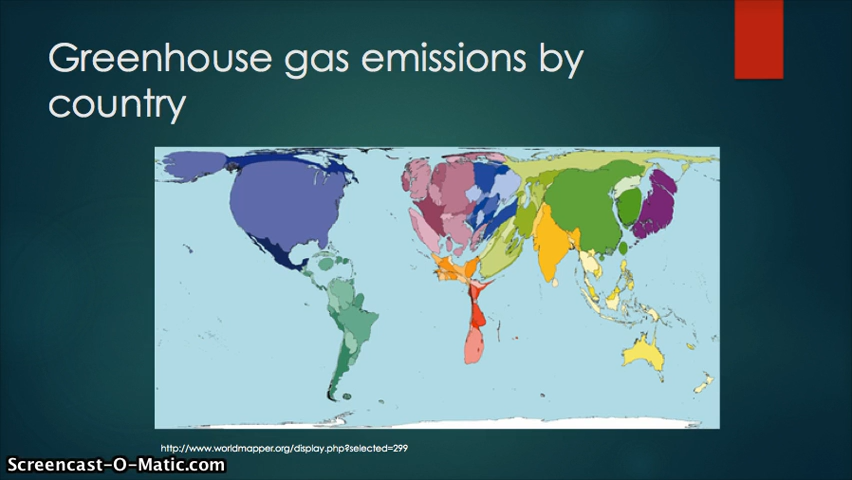 Greenhouse gas emissions by
country
http://www.worldmapper.org/display.php?selected=299
Screencast-O-Matic.com